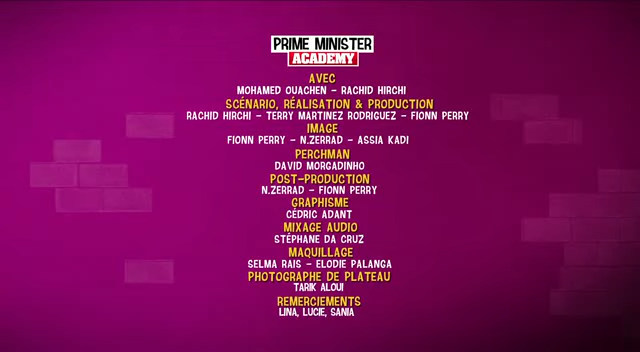 PRIME MINISTER
ACADEMY
AVEC
MOHAMED OUACHEN – RACHID HIRCHI
SCÉNARIO, RÉALISATION & PRODUCTION
RACHID HIRCHI – TERRY MARTINEZ RODRIGUEZ – FIONN PERRY
IMAGE
FIONN PERRY – N.ZERRAD – ASSIA KADI
PERCHMAN
DAVID MORGADINHO
POST-PRODUCTION
N.ZERRAD – FIONN PERRY
GRAPHISME
CÉDRIC ADANT
MIXAGE AUDIO
STÉPHANE DA CRUZ
MAQUILLAGE
SELMA RAIS – ELODIE PALANGA
PHOTOGRAPHE DE PLATEAU
TARIK ALOUI
REMERCIEMENTS
LINA, LUCIE, SANIA